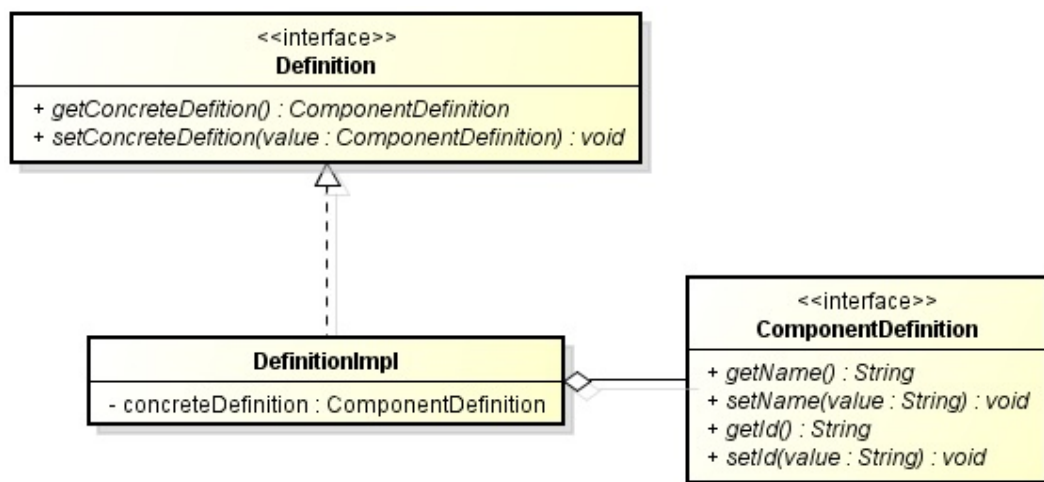 <<interface>>
Definition
+ getConcreteDefition() : ComponentDefinition
+ setConcreteDefition(value : ComponentDefinition) : void
DefinitionImpl
- concreteDefinition : ComponentDefinition
<<interface>>
ComponentDefinition
+ getName() : String
+ setName(value : String) : void
+ getId() : String
+ setId(value : String) : void